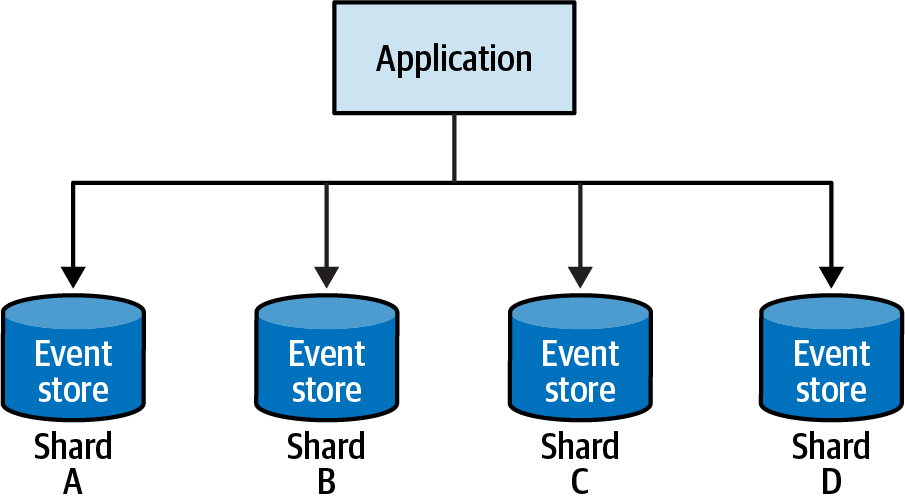 Application
Event
store
Shard
A
Event
store
Shard
B
Event
store
Shard
C
Event
store
Shard
D